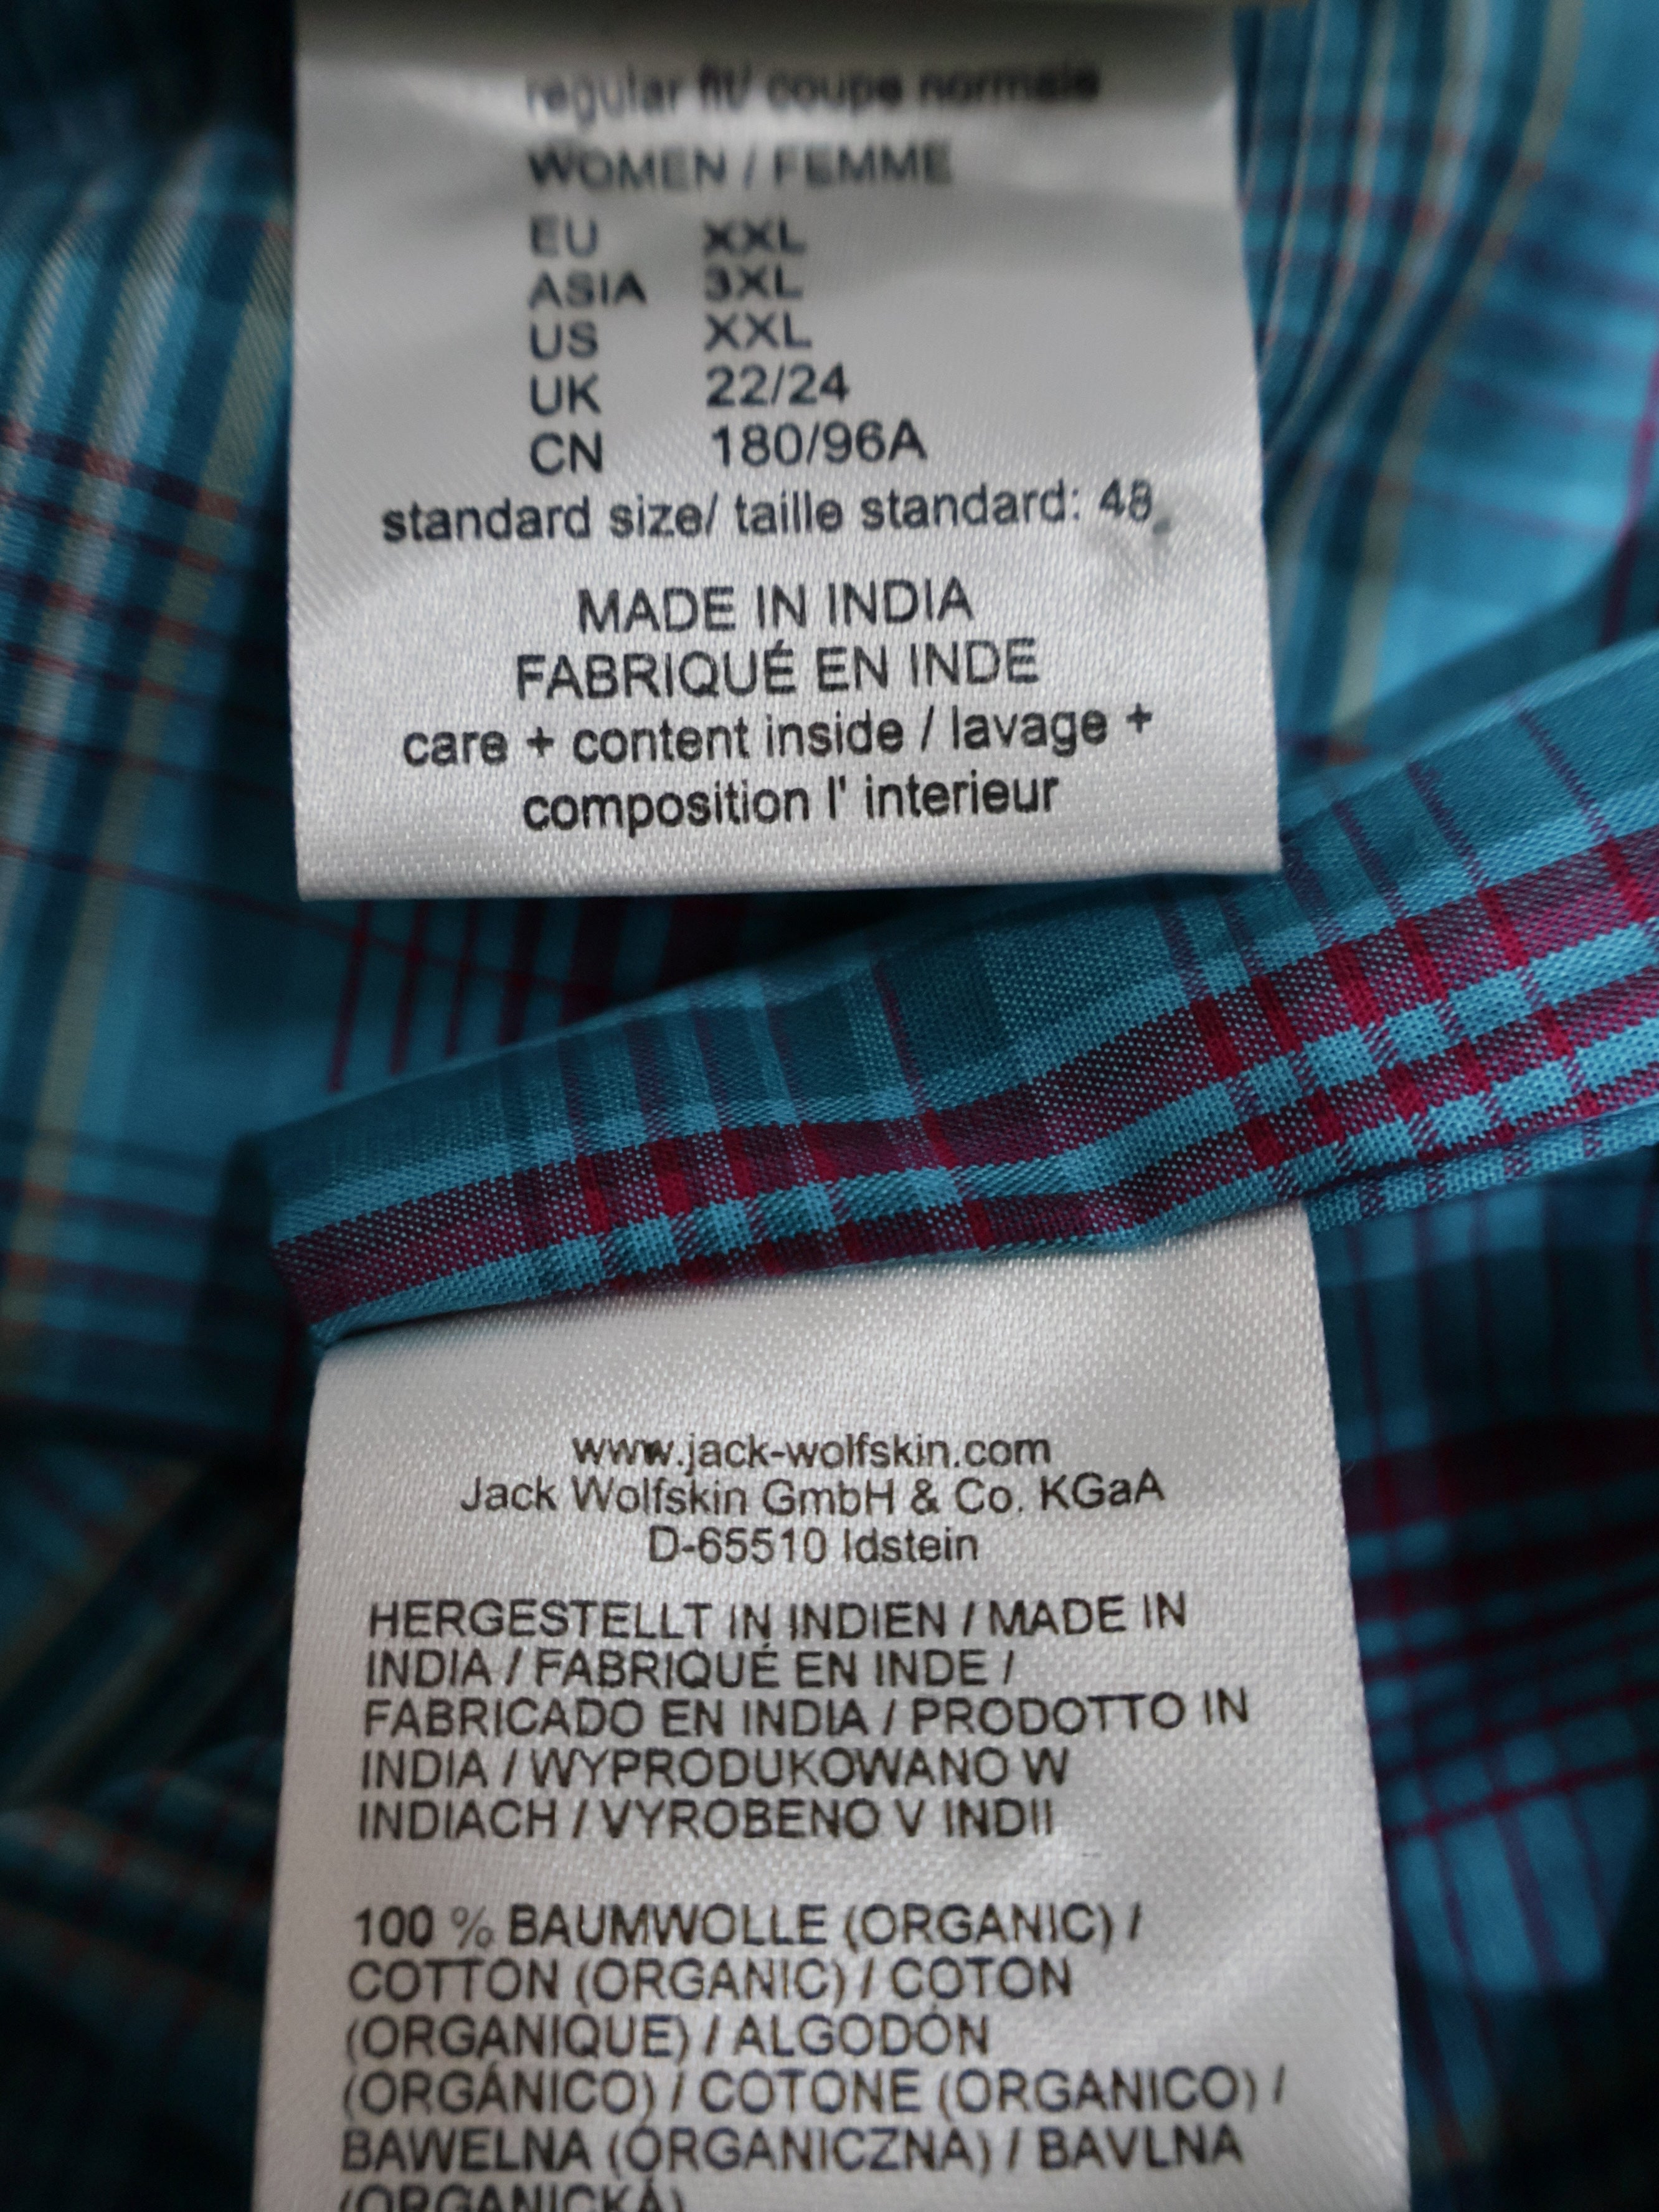 regular fit/ coupe normale
WOMEN / FEMME
EU XXL
ASIA 3XL
US XXL
UK 22/24
CN 180/96A
standard size/ taille standard: 48
MADE IN INDIA
FABRIQUÉ EN INDE
care + content inside / lavage +
composition l' interieur
www.jack-wolfskin.com
Jack Wolfskin GmbH & Co. KGaA
D-65510 Idstein
HERGESTELLT IN INDIEN / MADE IN
INDIA / FABRIQUÉ EN INDE /
FABRICADO EN INDIA / PRODOTTO IN
INDIA / WYPRODUKOWANO W
INDIACH / VYROBENO V INDII
100 % BAUMWOLLE (ORGANIC) /
COTTON (ORGANIC) / COTON
(ORGANIQUE) / ALGODÓN
(ORGÁNICO) / COTONE (ORGANICO) /
BAWELNA (ORGANICZNA) / BAVLNA
(ORGANICKÁ)